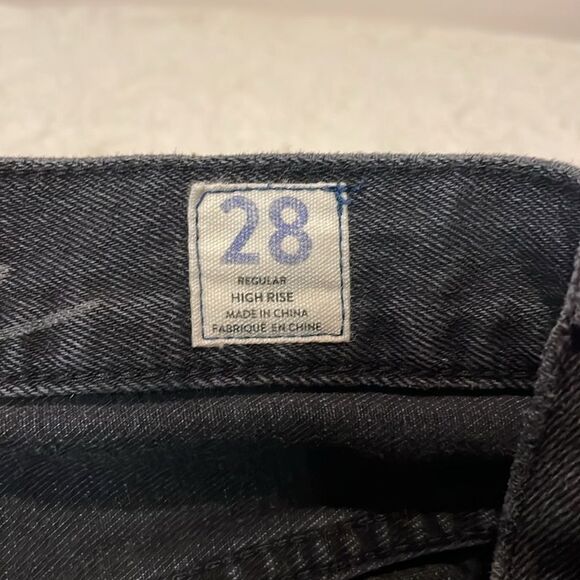 28
REGULAR
HIGH RISE
MADE IN CHINA
FABRIQUÉ EN CHINE